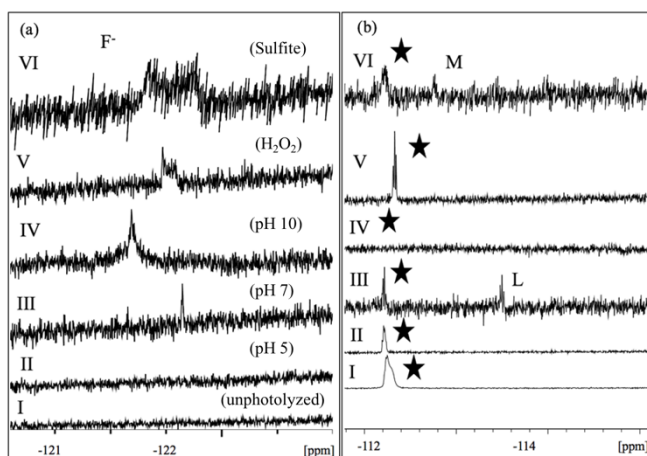 (a)
F-
(Sulfite)
VI
(H2O2)
V
(pH 10)
IV
(pH 7)
III
(pH 5)
II
(unphotolyzed)
I
-121
-122
[ppm]
(b)
VI
M
V
IV
III
L
II
I
-112
-114
[ppm]